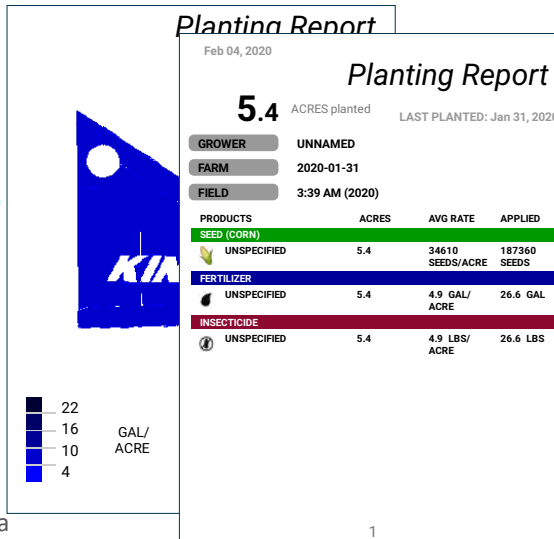 Planting Report
Feb 04, 2020
Planting Report
5.4 ACRES planted
LAST PLANTED: Jan 31, 2020
GROWER UNNAMED
FARM 2020-01-31
FIELD 3:39 AM (2020)
PRODUCTS ACRES AVG RATE APPLIED
SEED (CORN)
UNSPECIFIED 5.4 34610 SEEDS/ACRE 187360 SEEDS
FERTILIZER
UNSPECIFIED 5.4 4.9 GAL/ACRE 26.6 GAL
INSECTICIDE
UNSPECIFIED 5.4 4.9 LBS/ACRE 26.6 LBS
KIN
22
16
10
4
GAL/
ACRE
a
1